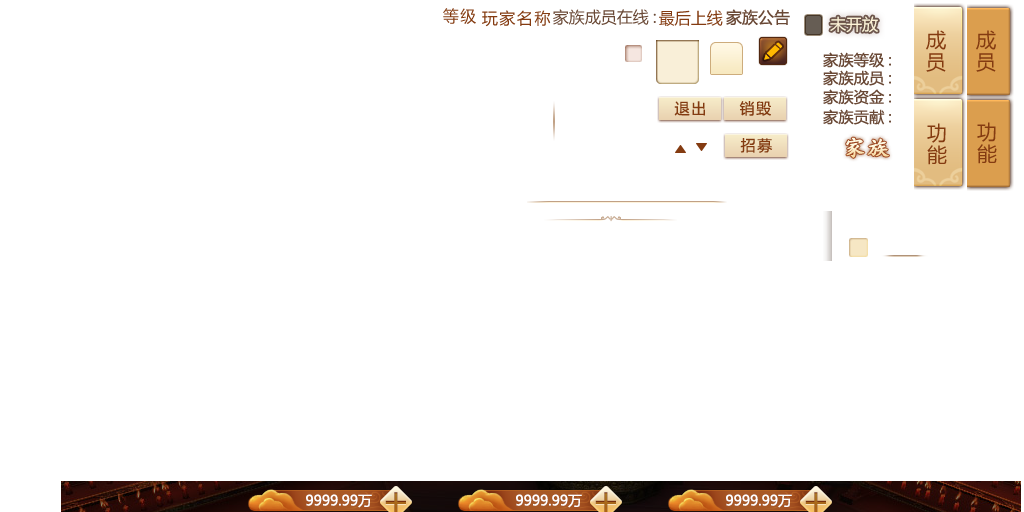 等级 玩家名称 家族成员在线： 最后上线 家族公告
未开放
成员 成员
家族等级：
家族成员：
家族资金：
家族贡献：
退出 销毁
招募
家族
功能 功能
9999.99万 9999.99万 9999.99万